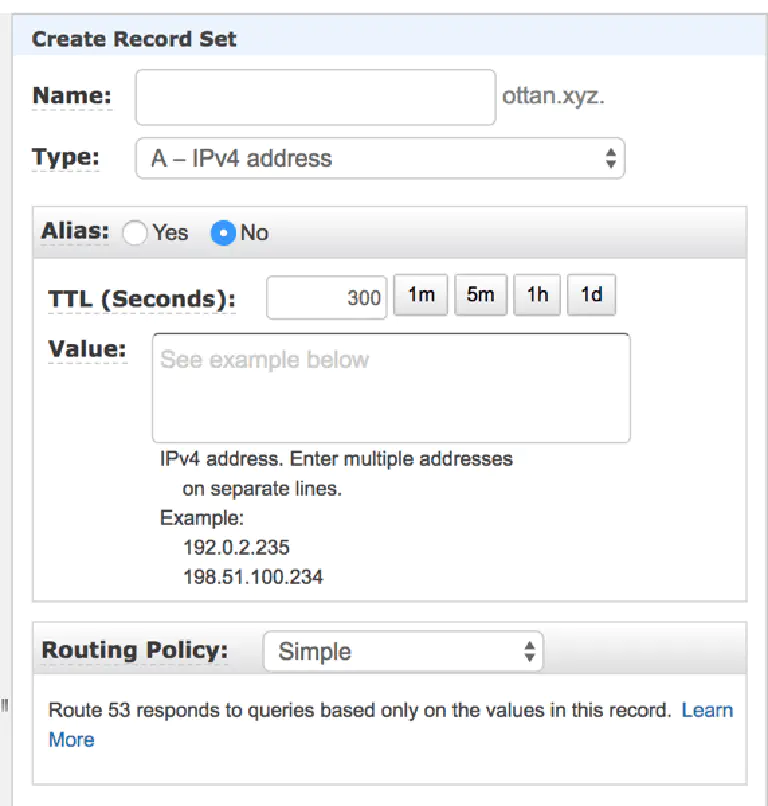 Create Record Set
Name: ottan.xyz.
Type: A – IPv4 address
Alias: Yes No
TTL (Seconds): 300 1m 5m 1h 1d
Value: See example below
IPv4 address. Enter multiple addresses
on separate lines.
Example:
192.0.2.235
198.51.100.234
Routing Policy: Simple
Route 53 responds to queries based only on the values in this record. Learn
More